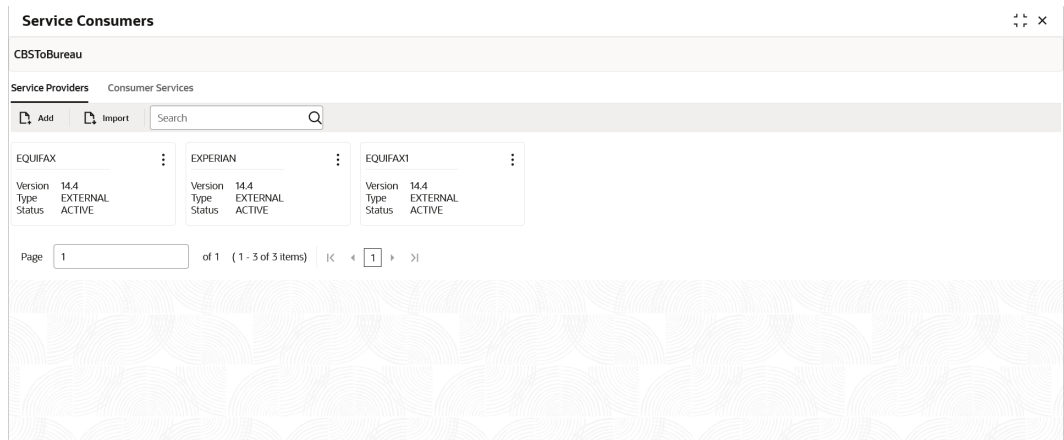 Service Consumers
CBSToBureau
Service Providers Consumer Services
Add Import Search
EQUIFAX EXPERIAN EQUIFAX1
Version 14.4 Version 14.4 Version 14.4
Type EXTERNAL Type EXTERNAL Type EXTERNAL
Status ACTIVE Status ACTIVE Status ACTIVE
Page 1 of 1 ( 1 - 3 of 3 items) 1